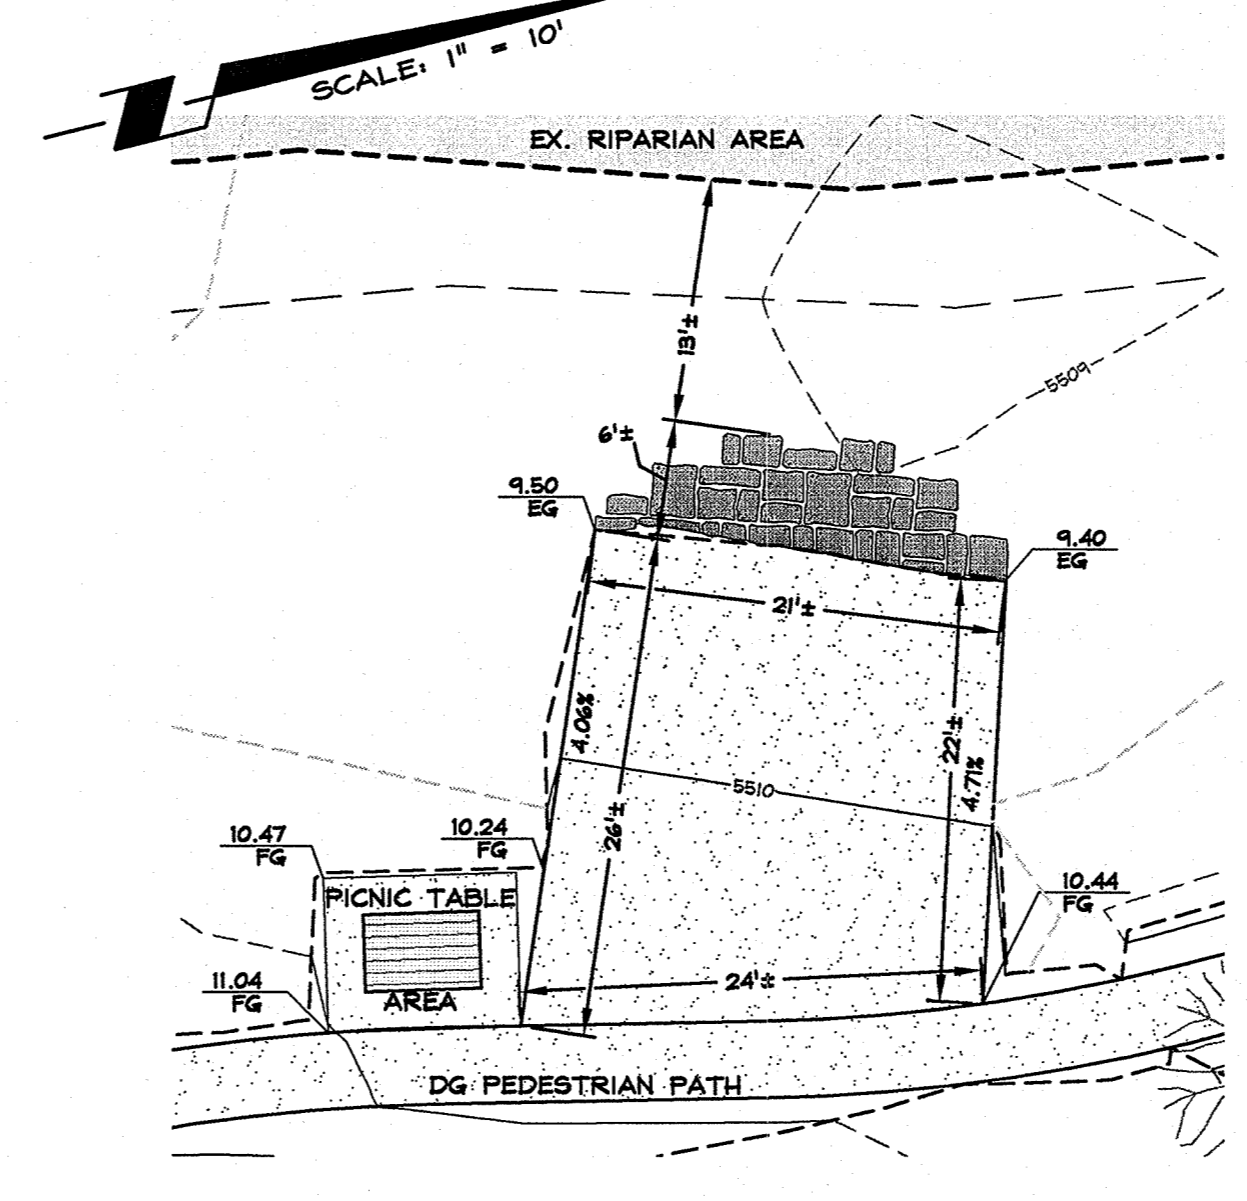 SCALE: 1" = 10'
EX. RIPARIAN AREA
13'±
5509
6'±
9.50
EG
9.40
EG
21'±
4.06%
22'±
4.71%
5510
26'±
10.47
FG
10.24
FG
PICNIC TABLE
AREA
10.44
FG
11.04
FG
24'±
DG PEDESTRIAN PATH